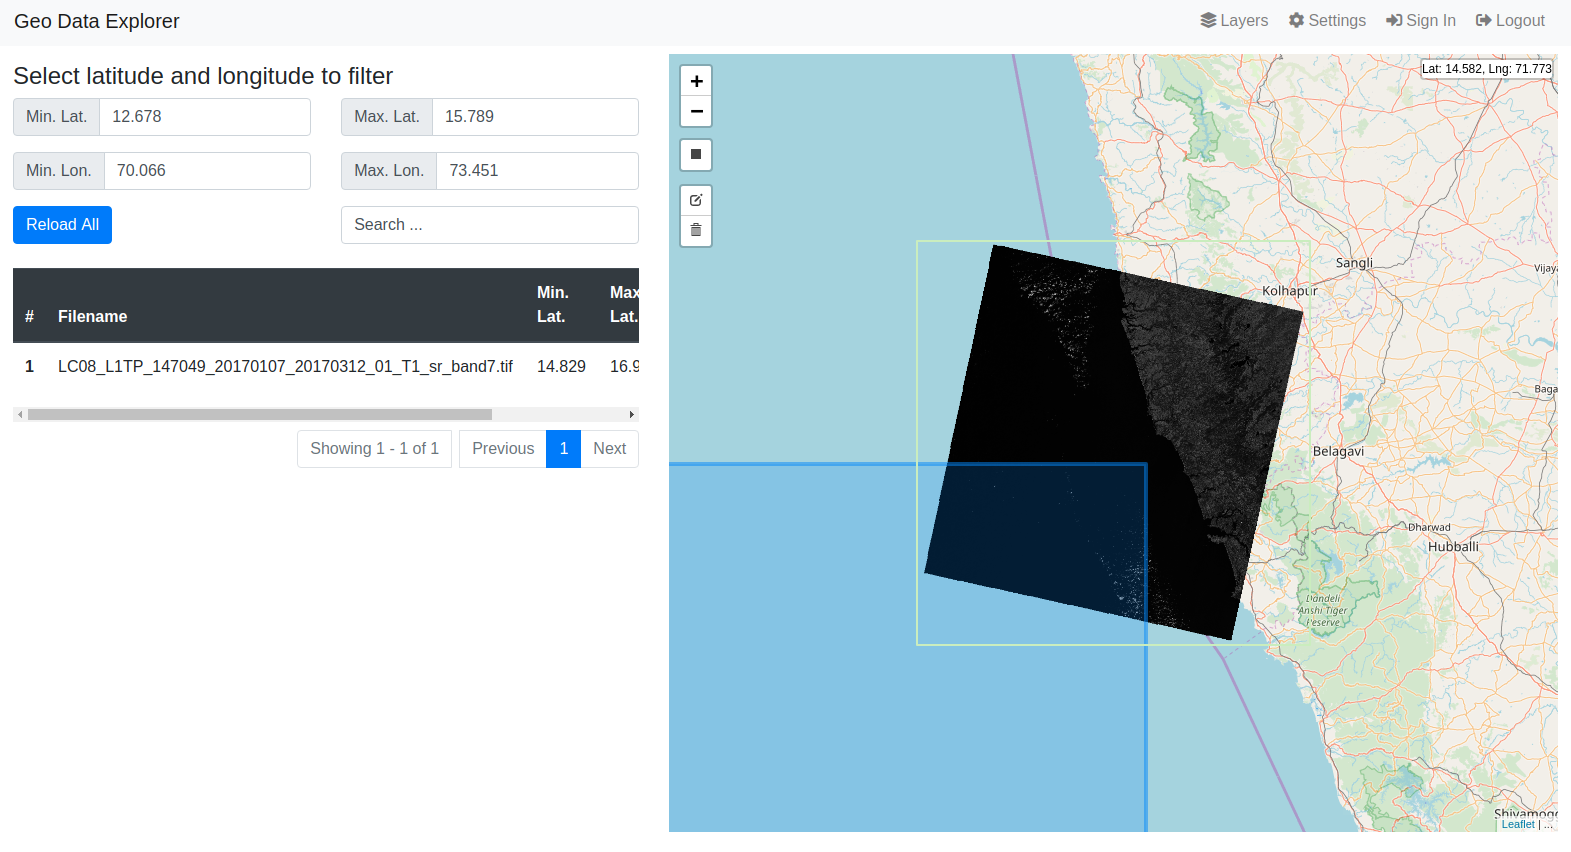 Geo Data Explorer
Layers Settings Sign In Logout
Select latitude and longitude to filter
Min. Lat. 12.678 Max. Lat. 15.789
Min. Lon. 70.066 Max. Lon. 73.451
Reload All Search ...
# Filename Min. Lat. Max Lat.
1 LC08_L1TP_147049_20170107_20170312_01_T1_sr_band7.tif 14.829 16.9
Showing 1 - 1 of 1 Previous 1 Next
+
−
Lat: 14.582, Lng: 71.773
Sangli
Vijaya
Kolhapur
Baga
Belagavi
Dharwad
Hubballi
Dandeli
Anshi Tiger
Reserve
Shivamogg
Leaflet | ...